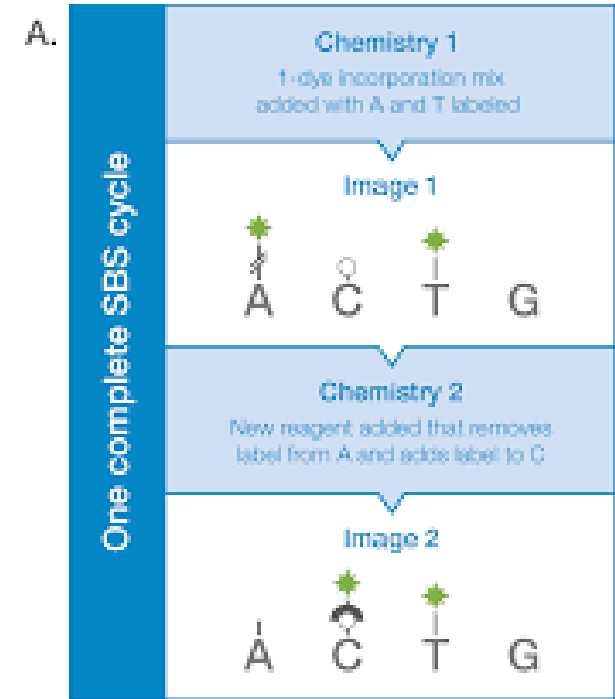 A.
One complete SBS cycle
Chemistry 1
1-dye incorporation mix
added with A and T labeled
Image 1
A C T G
Chemistry 2
New reagent added that removes
label from A and adds label to C
Image 2
A C T G